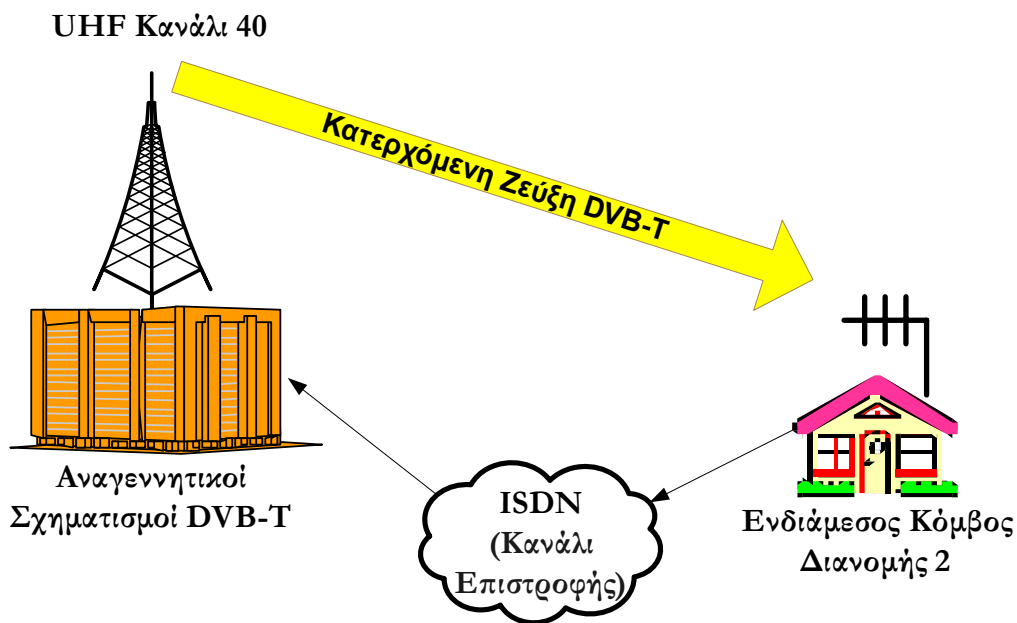 UHF Κανάλι 40
Κατερχόμενη Ζεύξη DVB-T
Αναγεννητικοί
Σχηματισμοί DVB-T
ISDN
(Κανάλι
Επιστροφής)
Ενδιάμεσος Κόμβος
Διανομής 2